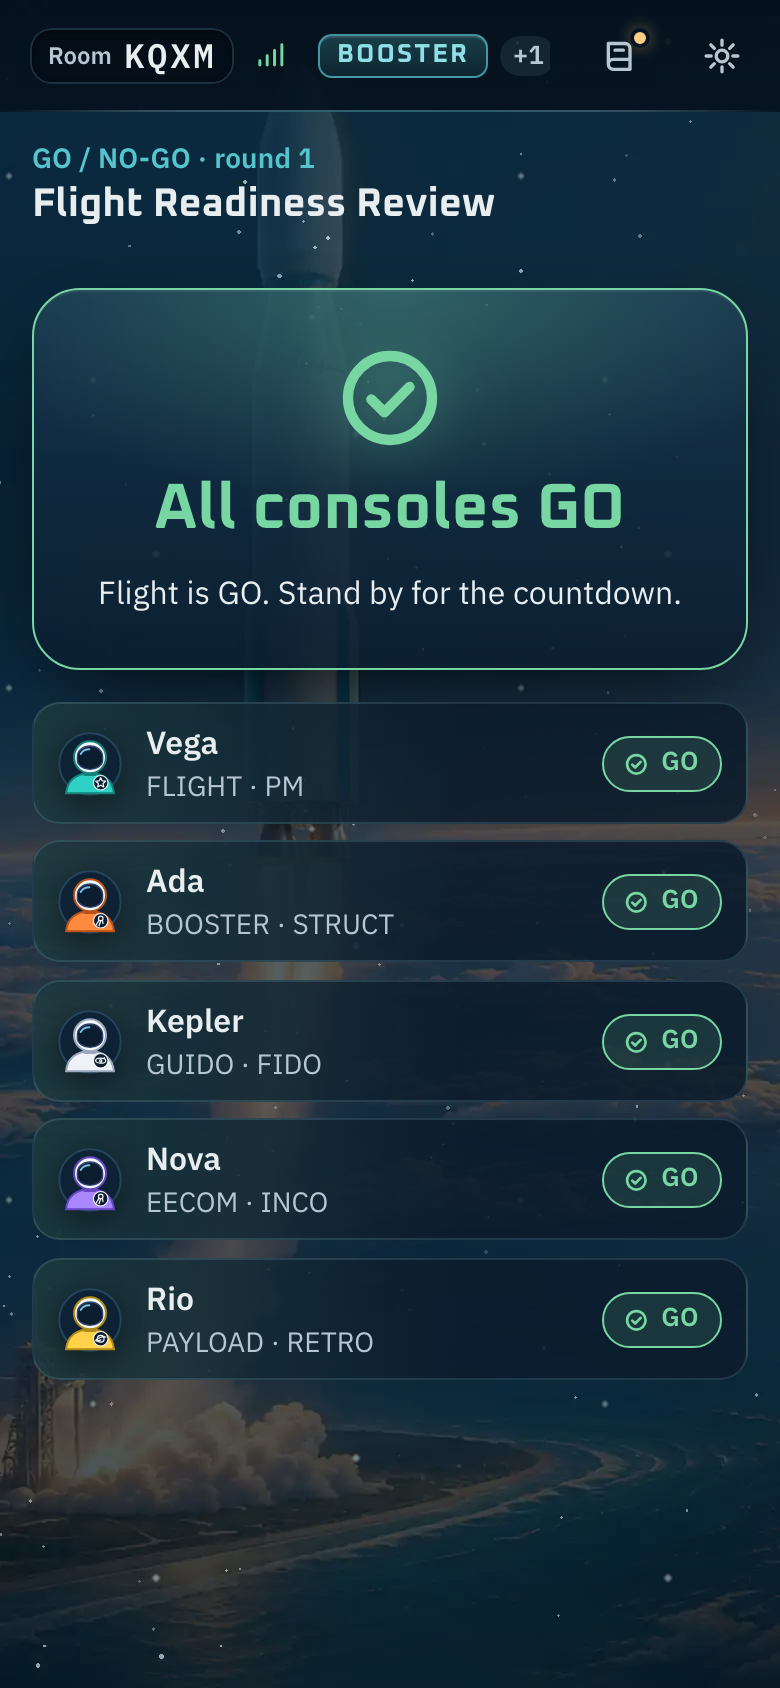 Room KQXM BOOSTER +1
GO / NO-GO · round 1
Flight Readiness Review
All consoles GO
Flight is GO. Stand by for the countdown.
Vega
FLIGHT · PM
GO
Ada
BOOSTER · STRUCT
GO
Kepler
GUIDO · FIDO
GO
Nova
EECOM · INCO
GO
Rio
PAYLOAD · RETRO
GO